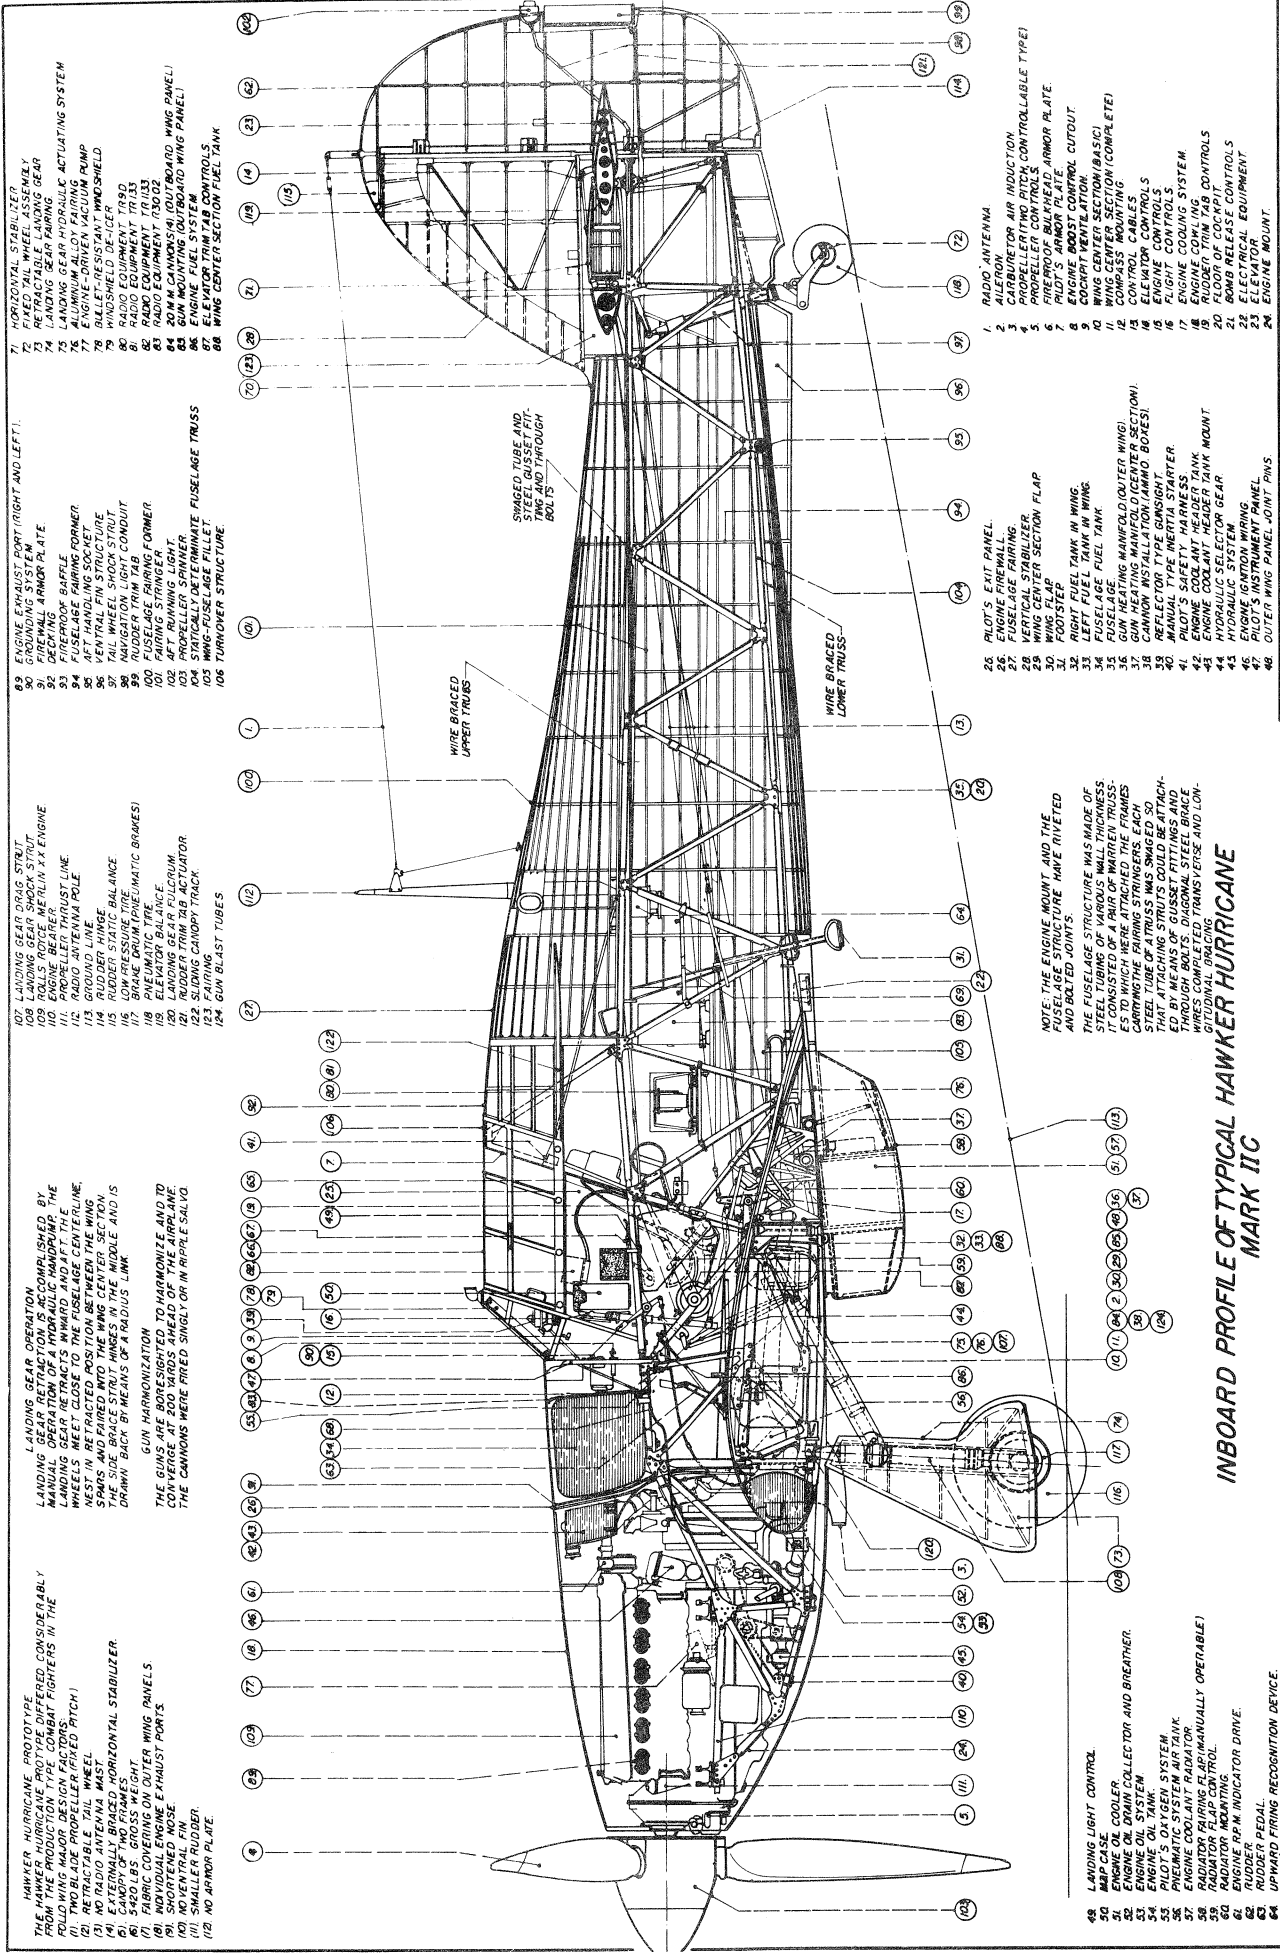 HAWKER HURRICANE PROTOTYPE
THE HAWKER HURRICANE PROTOTYPE DIFFERED CONSIDERABLY
FROM THE PRODUCTION TYPE COMBAT FIGHTERS IN THE
FOLLOWING MAJOR DESIGN FACTORS:
(1). TWO BLADE PROPELLER (FIXED PITCH)
(2) RETRACTABLE TAIL WHEEL.
(3) NO RADIO ANTENNA MAST.
(4) EXTERNALLY BRACED HORIZONTAL STABILIZER.
(5). CANOPY OF TWO FRAMES
(6). 5420 LBS. GROSS WEIGHT.
(7). FABRIC COVERING ON OUTER WING PANELS.
(8). INDIVIDUAL ENGINE EXHAUST PORTS.
(9). SHORTENED NOSE.
(10) NO VENTRAL FIN
(11). SMALLER RUDDER.
(12) NO ARMOR PLATE.
LANDING GEAR OPERATION
LANDING GEAR RETRACTION IS ACCOMPLISHED BY
MANUAL OPERATION OF A HYDRAULIC HANDPUMP. THE
LANDING GEAR RETRACTS INWARD AND AFT. THE
WHEELS MEET CLOSE TO THE FUSELAGE CENTERLINE,
NEST IN RETRACTED POSITION BETWEEN THE WING
SPARS AND FAIRED INTO THE WING CENTER SECTION.
THE SIDE BRACE STRUT HINGES IN THE MIDDLE AND IS
DRAWN BACK BY MEANS OF A RADIUS LINK.
GUN HARMONIZATION
THE GUNS ARE BORESIGHTED TO HARMONIZE AND TO
CONVERGE AT 200 YARDS AHEAD OF THE AIRPLANE.
THE CANNONS WERE FIRED SINGLY OR IN RIPPLE SALVO.
107. LANDING GEAR DRAG STRUT
108 LANDING GEAR SHOCK STRUT
109 ROLLS ROYCE MERLIN XX ENGINE
110. ENGINE BEARER.
111. PROPELLER THRUST LINE.
112. RADIO ANTENNA POLE
113. GROUND LINE.
114. RUDDER HINGE
115 RUDDER STATIC BALANCE
116 LOW PRESSURE TIRE
117 BRAKE DRUM (PNEUMATIC BRAKES)
118 PNEUMATIC TIRE
119. ELEVATOR BALANCE.
120 LANDING GEAR FULCRUM.
121. RUDDER TRIM TAB ACTUATOR.
122. SLIDING CANOPY TRACK.
123. FAIRING
124. GUN BLAST TUBES.
89. ENGINE EXHAUST PORT (RIGHT AND LEFT).
90 GROUNDING SYSTEM
91. FIREWALL ARMOR PLATE.
92 DECKING
93 FIREPROOF BAFFLE
94 FUSELAGE FAIRING FORMER.
95 AFT HANDLING SOCKET
96 VENTRAL FIN STRUCTURE
97. TAIL WHEEL SHOCK STRUT.
98 NAVIGATION LIGHT CONDUIT.
99 RUDDER TRIM TAB.
100 FUSELAGE FAIRING FORMER.
101. FAIRING STRINGER.
102. AFT RUNNING LIGHT.
103. PROPELLER SPINNER.
104 STATICALLY DETERMINATE FUSELAGE TRUSS
105 WING-FUSELAGE FILLET.
106 TURNOVER STRUCTURE.
71 HORIZONTAL STABILIZER
72 FIXED TAIL WHEEL ASSEMBLY
73 RETRACTABLE LANDING GEAR
74 LANDING GEAR FAIRING.
75 LANDING GEAR HYDRAULIC ACTUATING SYSTEM
76. ALUMINUM ALLOY FAIRING
77 ENGINE-DRIVEN VACUUM PUMP
78 BULLET-RESISTANT WINDSHIELD.
79. WINDSHIELD DE-ICER
80 RADIO EQUIPMENT TR9D
81 RADIO EQUIPMENT TR133
82 RADIO EQUIPMENT TR1133.
83 RADIO EQUIPMENT R3002.
84 20 M M CANNONS(4) (OUTBOARD WING PANEL)
85 GUN MOUNTING (OUTBOARD WING PANEL)
86 ENGINE FUEL SYSTEM
87 ELEVATOR TRIM TAB CONTROLS.
88. WING CENTER SECTION FUEL TANK
WIRE BRACED
UPPER TRUSS
SWAGED TUBE AND
STEEL GUSSET FIT-
TING AND THROUGH
BOLTS
WIRE BRACED
LOWER TRUSS
49. LANDING LIGHT CONTROL.
50 MAP CASE
51. ENGINE OIL COOLER.
52. ENGINE OIL DRAIN COLLECTOR AND BREATHER.
53. ENGINE OIL SYSTEM
54. ENGINE OIL TANK.
55. PILOT'S OXYGEN SYSTEM
56. PNEUMATIC SYSTEM AIR TANK.
57. ENGINE COOLANT RADIATOR.
58. RADIATOR FAIRING FLAP (MANUALLY OPERABLE)
59. RADIATOR FLAP CONTROL.
60 RADIATOR MOUNTING.
61. ENGINE R.P.M. INDICATOR DRIVE.
62. RUDDER.
63. RUDDER PEDAL.
64. UPWARD FIRING RECOGNITION DEVICE.
NOTE: THE ENGINE MOUNT AND THE
FUSELAGE STRUCTURE HAVE RIVETED
AND BOLTED JOINTS.
THE FUSELAGE STRUCTURE WAS MADE OF
STEEL TUBING OF VARIOUS WALL THICKNESS.
IT CONSISTED OF A PAIR OF WARREN TRUSS-
ES TO WHICH WERE ATTACHED THE FRAMES
CARRYING THE FAIRING STRINGERS. EACH
STEEL TUBE OF TRUSS WAS SWAGED SO
THAT ATTACHING STRUTS COULD BE ATTACH-
ED BY MEANS OF GUSSET FITTINGS AND
THROUGH BOLTS. DIAGONAL STEEL BRACE
WIRES COMPLETED TRANSVERSE AND LON-
GITUDINAL BRACING
INBOARD PROFILE OF TYPICAL HAWKER HURRICANE
MARK IIC
25. PILOT'S EXIT PANEL.
26. ENGINE FIREWALL.
27. FUSELAGE FAIRING.
28. VERTICAL STABILIZER.
29 WING CENTER SECTION FLAP
30. WING FLAP
31. FOOTSTEP
32. RIGHT FUEL TANK IN WING.
33. LEFT FUEL TANK IN WING.
34 FUSELAGE FUEL TANK
35. FUSELAGE
36. GUN HEATING MANIFOLD (OUTER WING).
37. GUN HEATING MANIFOLD (CENTER SECTION).
38. CANNON INSTALLATION (AMMO. BOXES).
39. REFLECTOR TYPE GUNSIGHT.
40. MANUAL TYPE INERTIA STARTER.
41. PILOT'S SAFETY HARNESS.
42. ENGINE COOLANT HEADER TANK.
43 ENGINE COOLANT HEADER TANK MOUNT.
44. HYDRAULIC SELECTOR GEAR.
45 HYDRAULIC SYSTEM
46. ENGINE IGNITION WIRING
47. PILOT'S INSTRUMENT PANEL.
48. OUTER WING PANEL JOINT PINS.
1. RADIO ANTENNA.
2. AILERON.
3. CARBURETOR AIR INDUCTION.
4. PROPELLER (TWO PITCH, CONTROLLABLE TYPE)
5. PROPELLER CONTROLS.
6 FIREPROOF BULKHEAD ARMOR PLATE.
7 PILOT'S ARMOR PLATE.
8 ENGINE BOOST CONTROL CUTOUT.
9. COCKPIT VENTILATION.
10 WING CENTER SECTION (BASIC)
11. WING CENTER SECTION (COMPLETE)
12. COMPASS MOUNTING.
13. CONTROL CABLES
14. ELEVATOR CONTROLS
15. ENGINE CONTROLS.
16 FLIGHT CONTROLS.
17. ENGINE COOLING SYSTEM.
18. ENGINE COWLING
19. RUDDER TRIM TAB CONTROLS
20 FLOOR OF COCKPIT.
21. BOMB RELEASE CONTROLS
22. ELECTRICAL EQUIPMENT.
23. ELEVATOR.
24. ENGINE MOUNT.